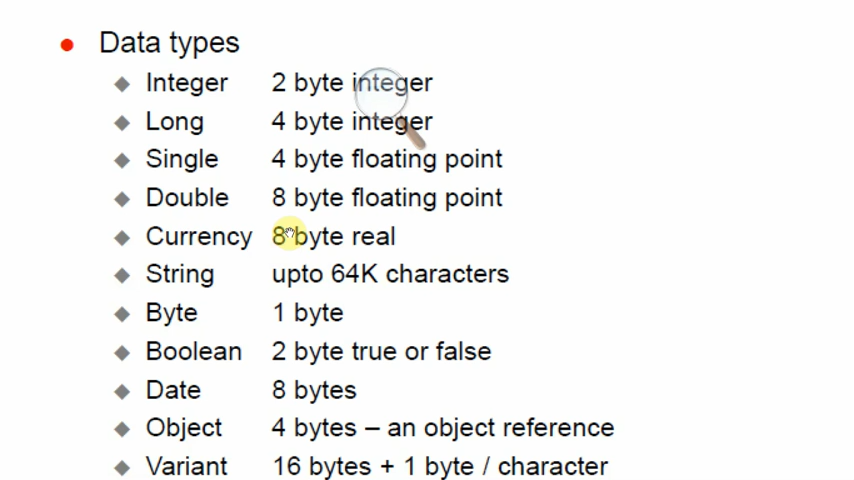 Data types
Integer 2 byte integer
Long 4 byte integer
Single 4 byte floating point
Double 8 byte floating point
Currency 8 byte real
String upto 64K characters
Byte 1 byte
Boolean 2 byte true or false
Date 8 bytes
Object 4 bytes – an object reference
Variant 16 bytes + 1 byte / character